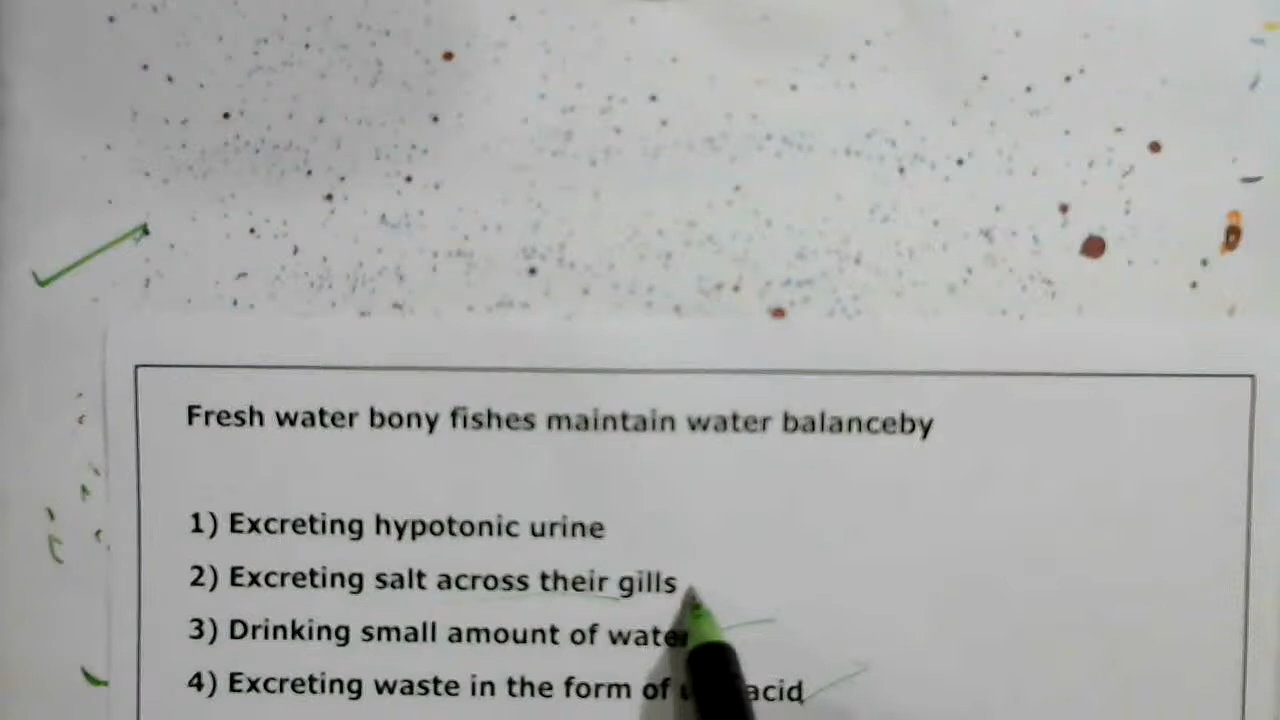 Fresh water bony fishes maintain water balanceby
1) Excreting hypotonic urine
2) Excreting salt across their gills
3) Drinking small amount of water
4) Excreting waste in the form of acid